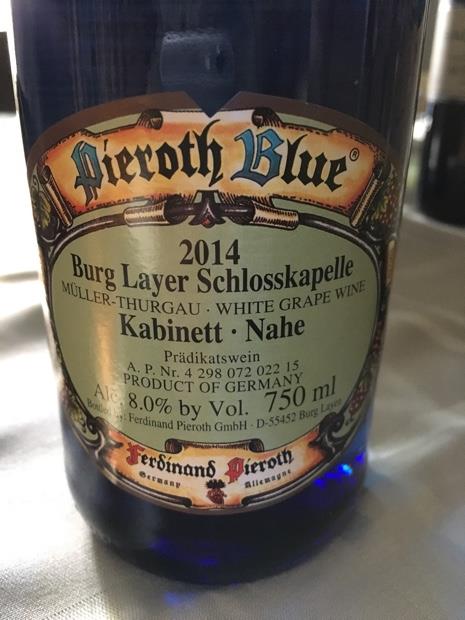 Pieroth Blue®
2014
Burg Layer Schlosskapelle
MÜLLER-THURGAU · WHITE GRAPE WINE
Kabinett · Nahe
Prädikatswein
A. P. Nr. 4 298 072 022 15
PRODUCT OF GERMANY
Alc. 8.0% by Vol. 750 ml
Bottled by: Ferdinand Pieroth GmbH · D-55452 Burg Layen
Ferdinand Pieroth
Germany Allemagne